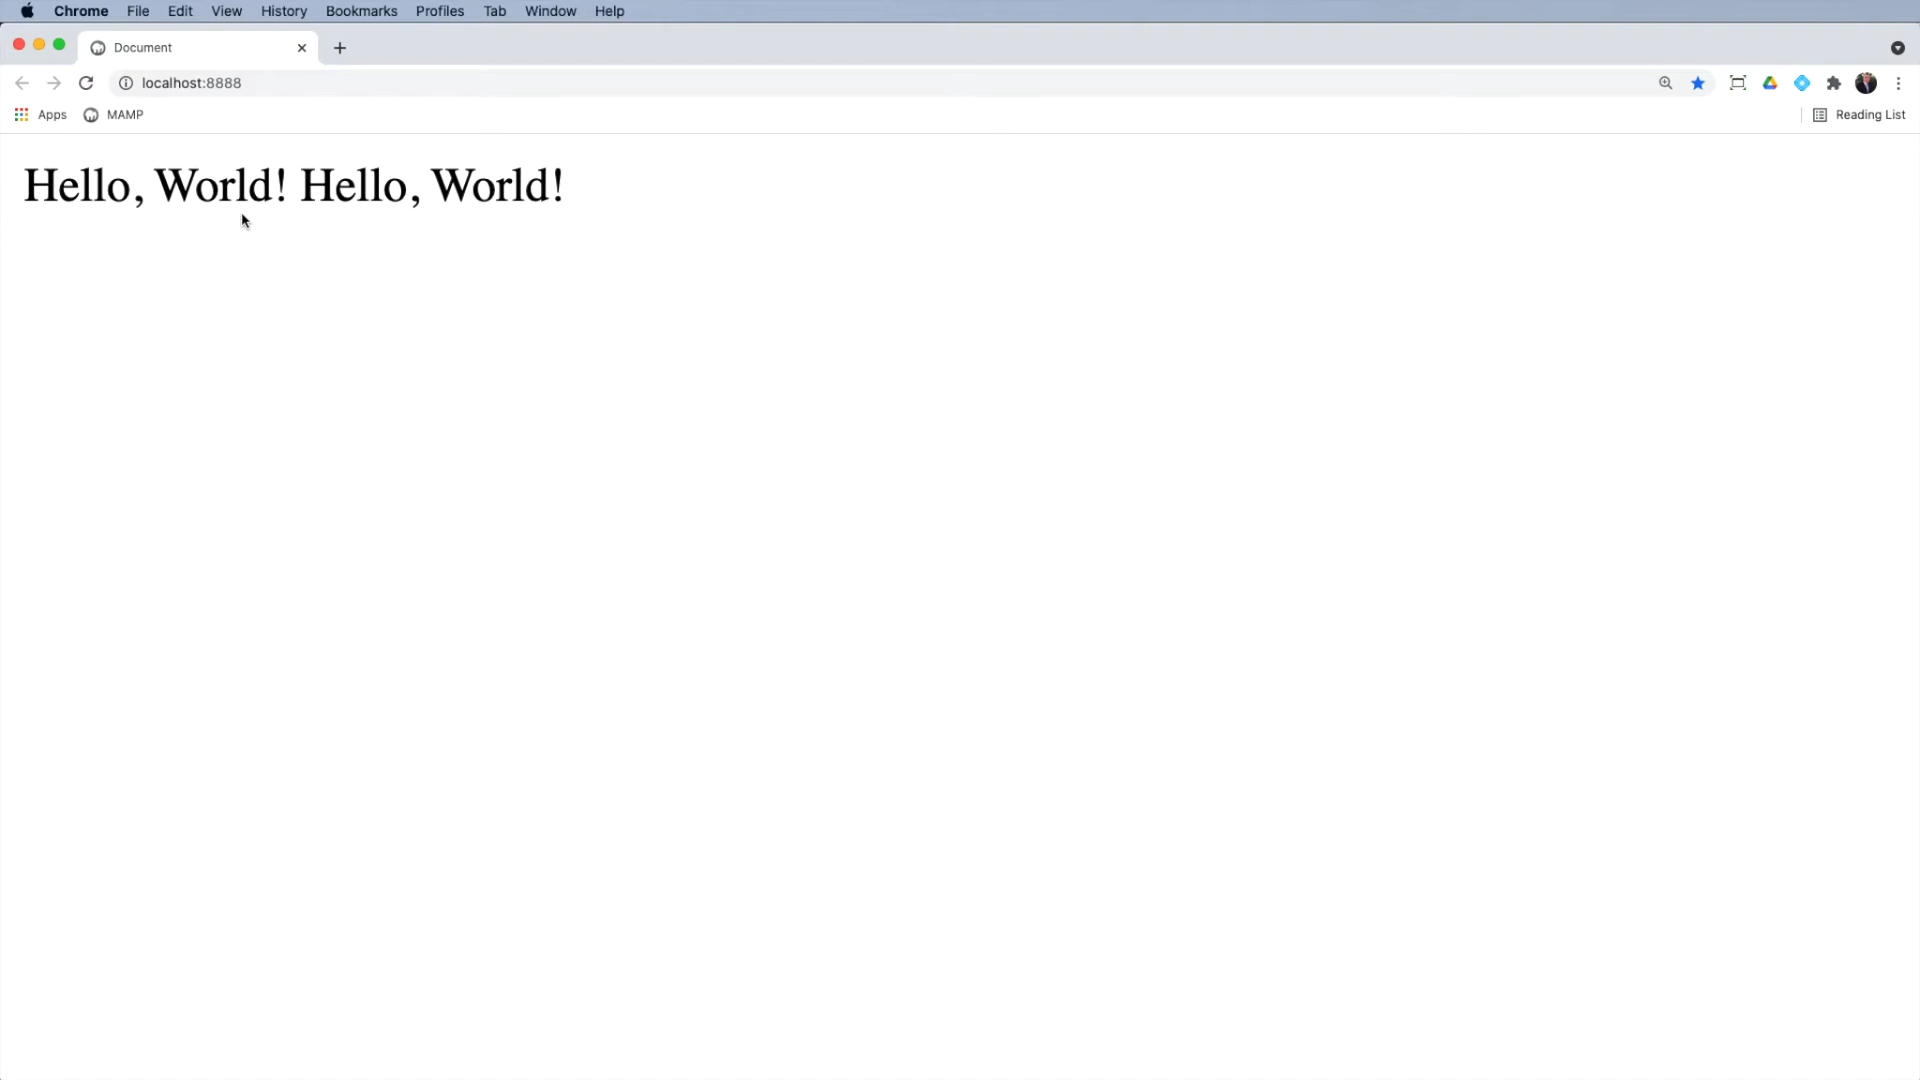 Chrome File Edit View History Bookmarks Profiles Tab Window Help
Document
localhost:8888
Apps MAMP Reading List
Hello, World! Hello, World!